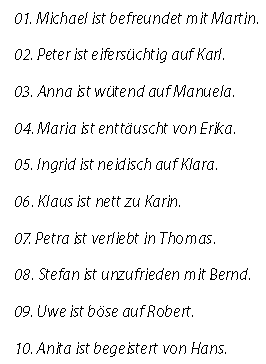 01. Michael ist befreundet mit Martin.
02. Peter ist eifersüchtig auf Karl.
03. Anna ist wütend auf Manuela.
04. Maria ist enttäuscht von Erika.
05. Ingrid ist neidisch auf Klara.
06. Klaus ist nett zu Karin.
07. Petra ist verliebt in Thomas.
08. Stefan ist unzufrieden mit Bernd.
09. Uwe ist böse auf Robert.
10. Anita ist begeistert von Hans.